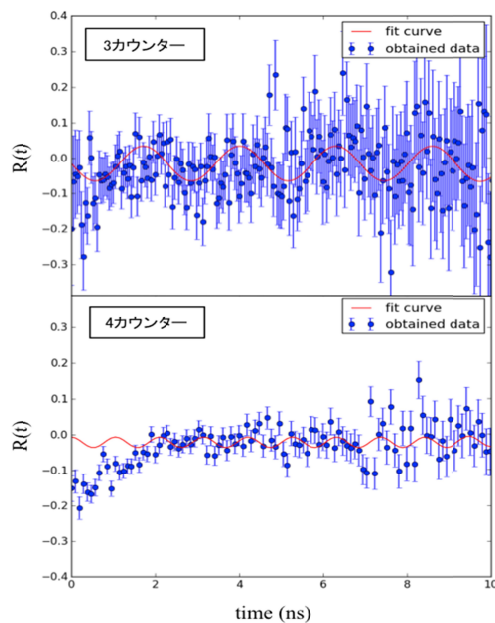 0.4
0.3
0.2
0.1
0.0
-0.1
-0.2
-0.3
R(t)
3カウンター
fit curve
obtained data
0.3
0.2
0.1
0.0
-0.1
-0.2
-0.3
-0.4
R(t)
4カウンター
fit curve
obtained data
0 2 4 6 8 10
time (ns)